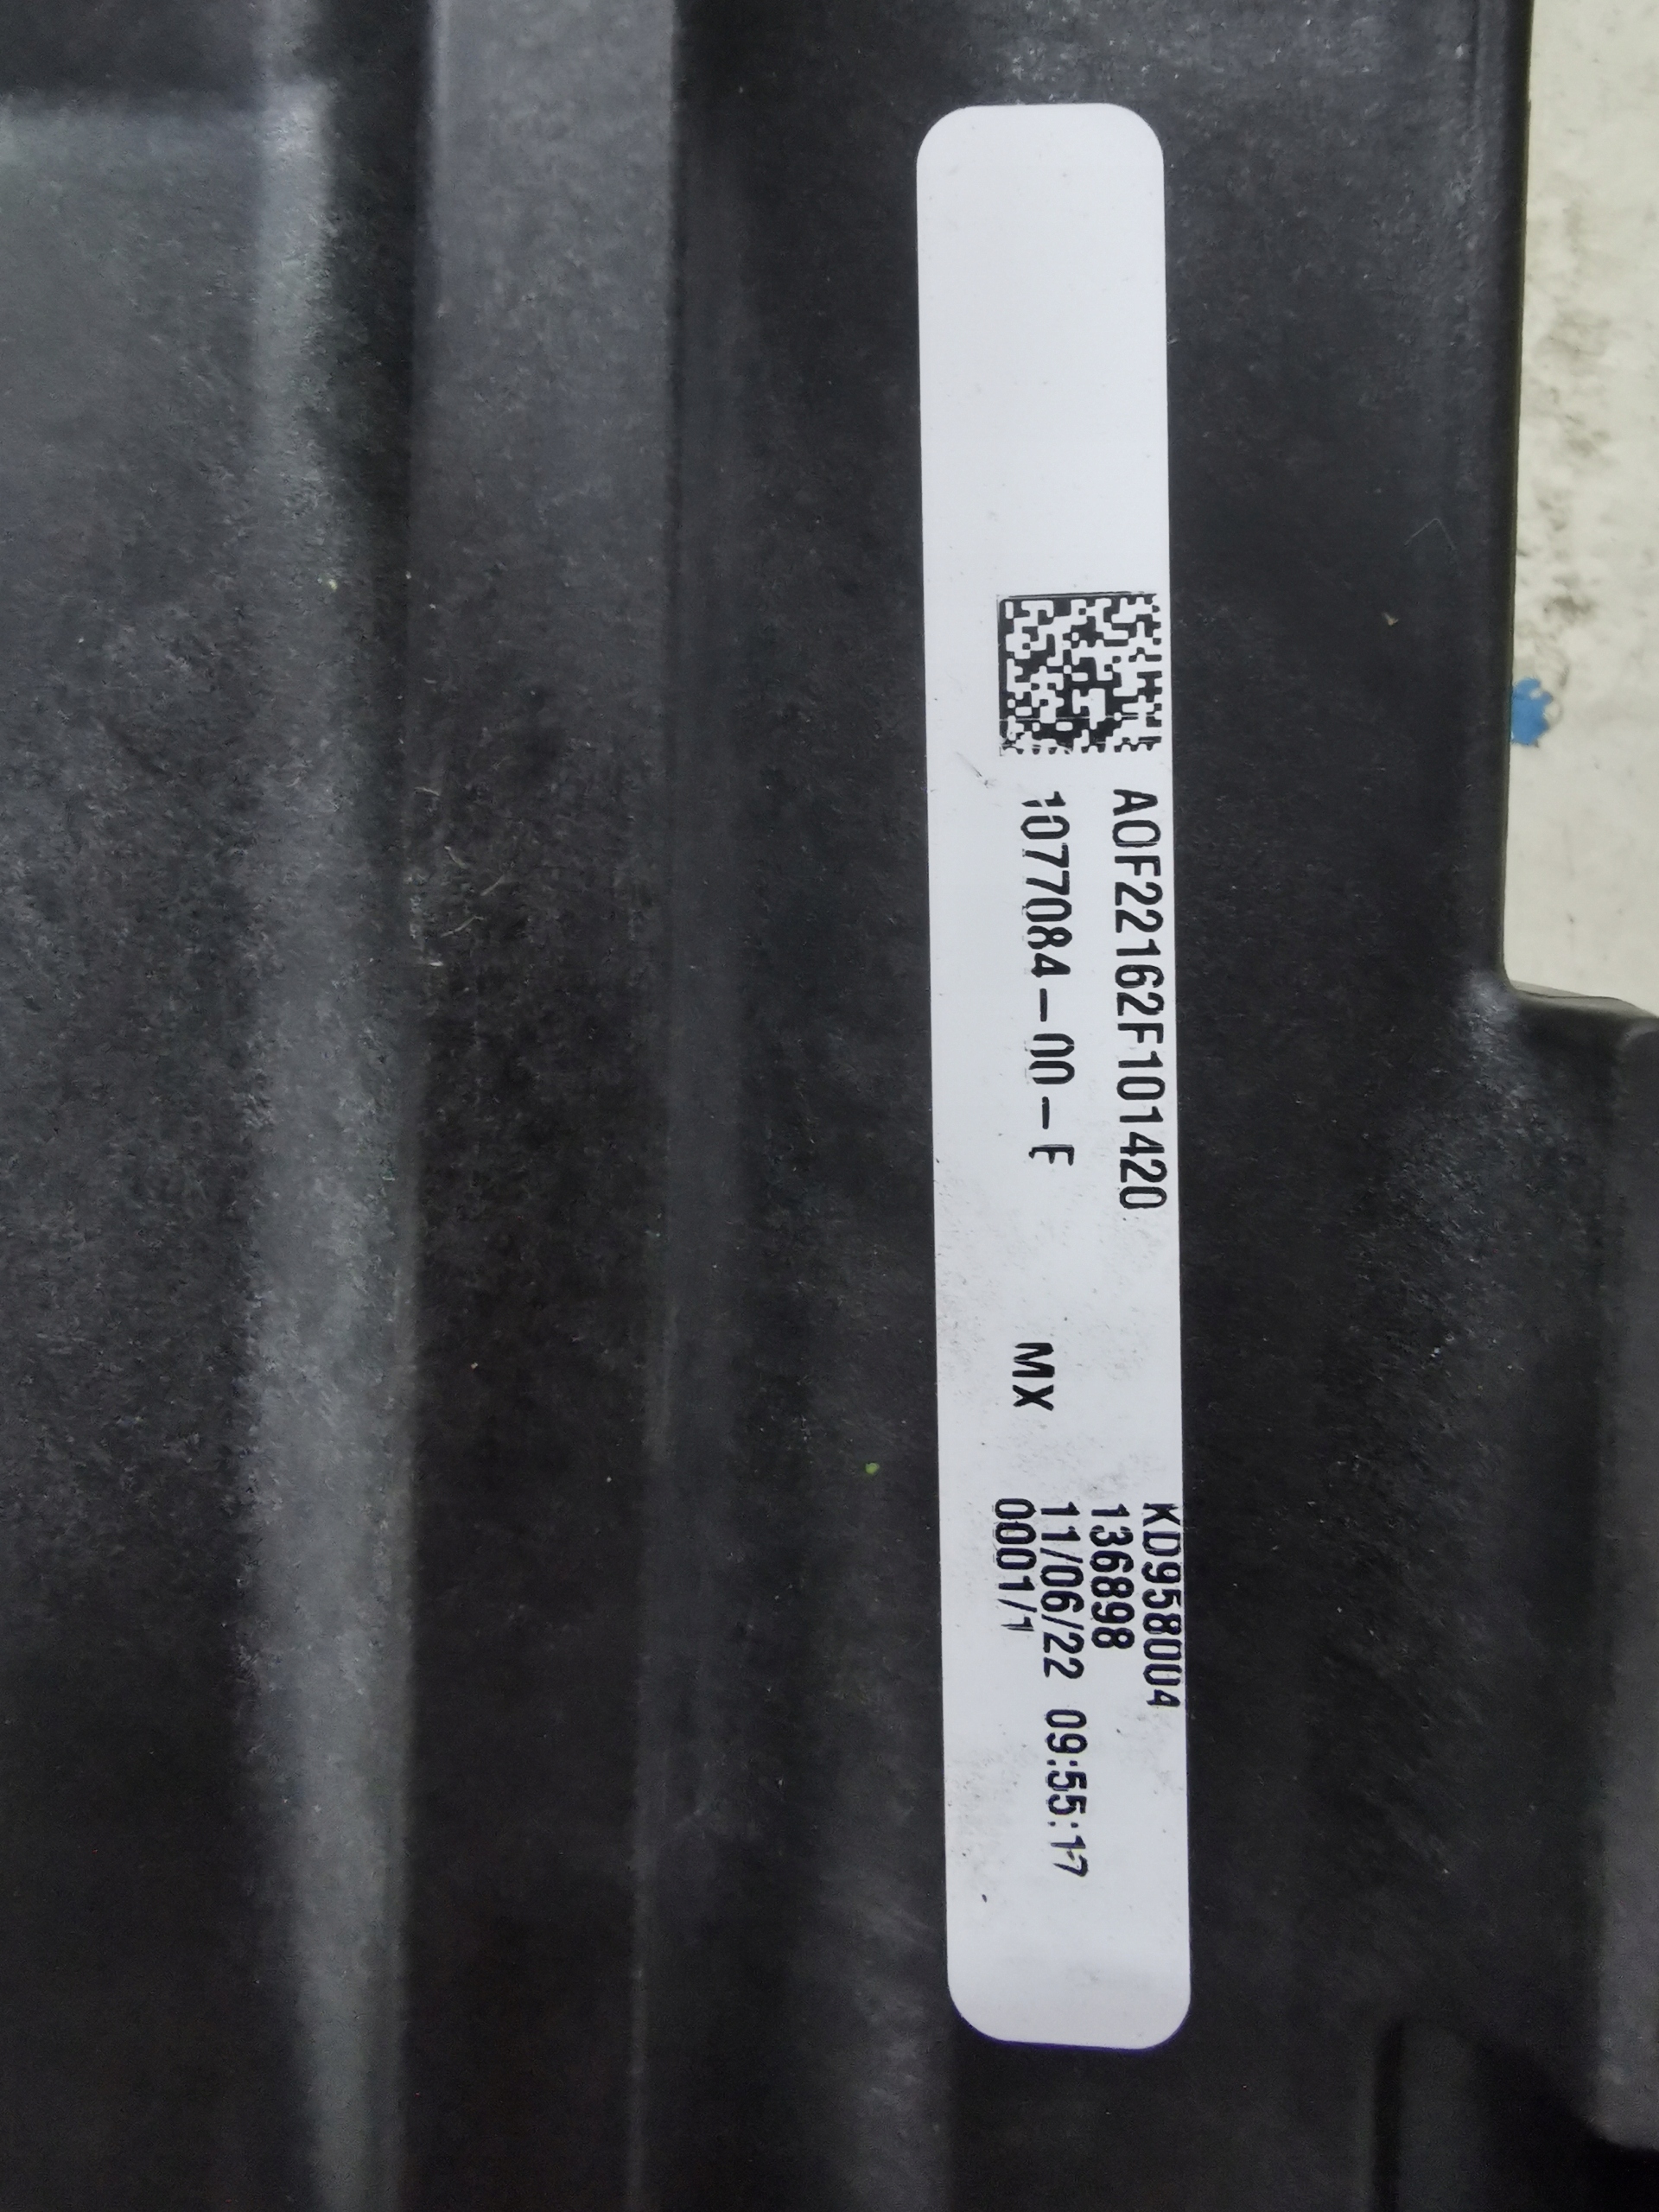 AOF22162F101420
1077084-00-E
MX
KD958004
136898
11/06/22 09:55:17
0001/1